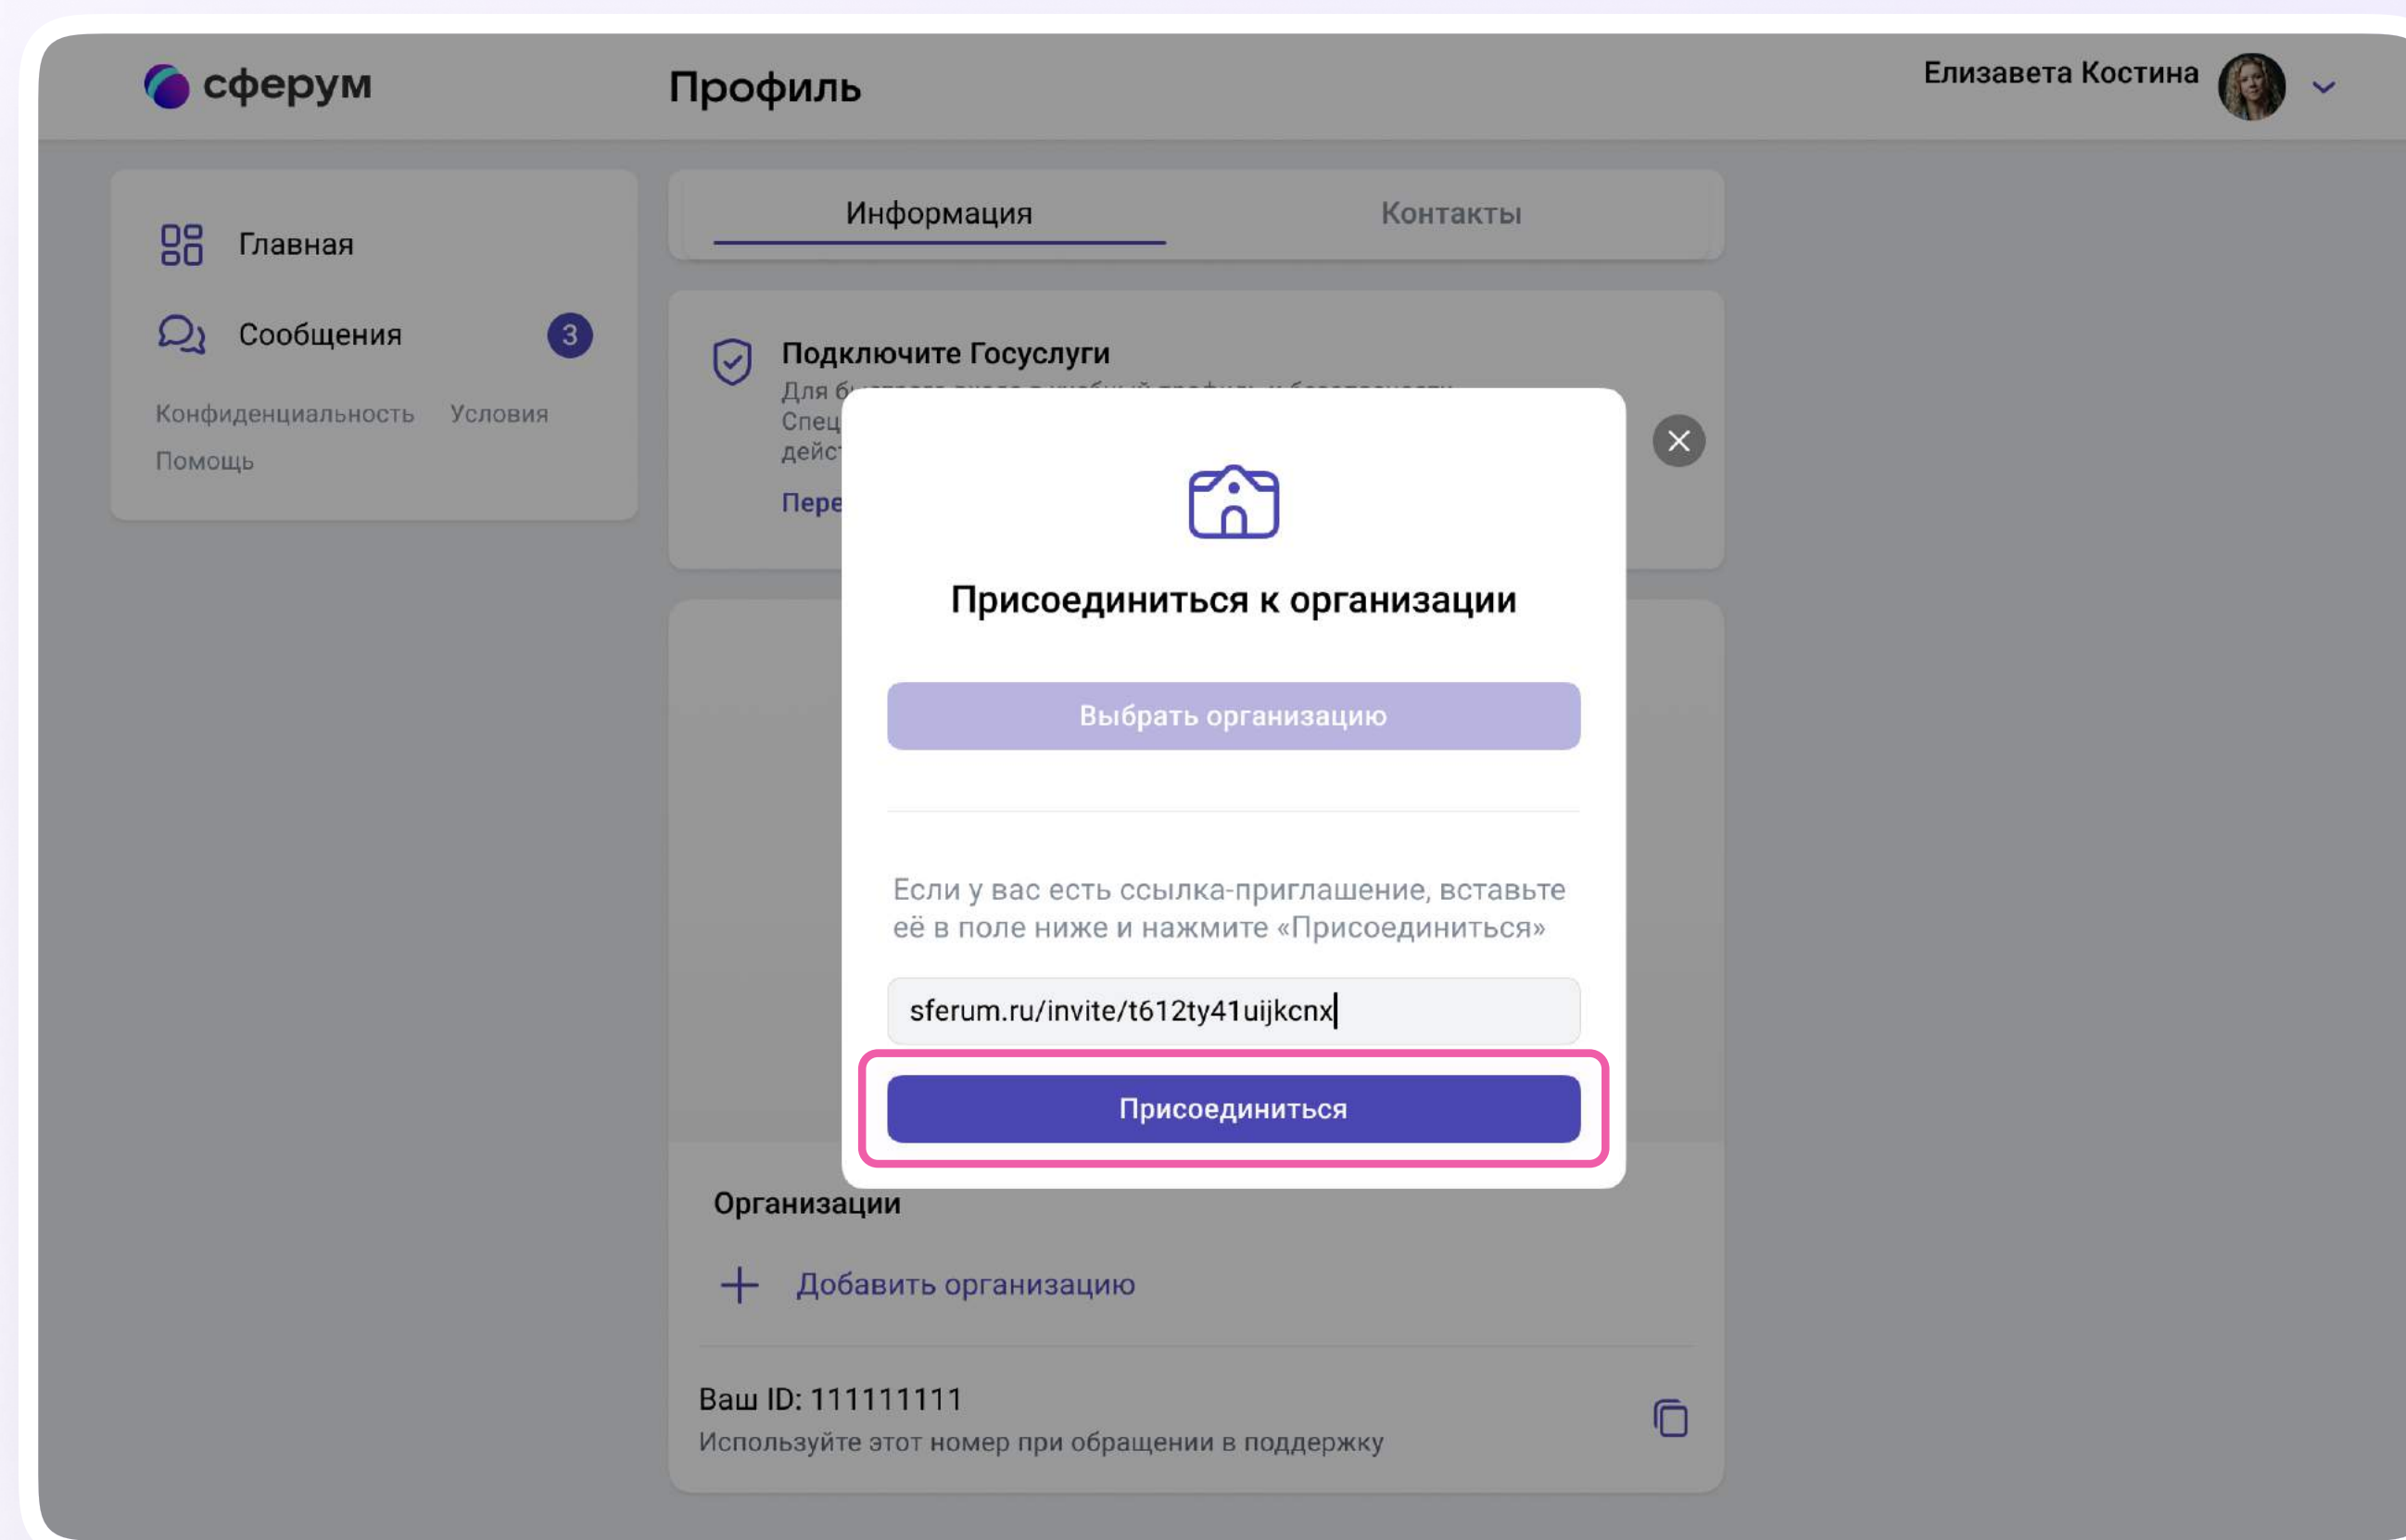 сферум
Профиль
Елизавета Костина
Главная
Сообщения 3
Конфиденциальность Условия
Помощь
Информация Контакты
Подключите Госуслуги
Для
Присоединиться к организации
Выбрать организацию
Если у вас есть ссылка-приглашение, вставьте
её в поле ниже и нажмите «Присоединиться»
sferum.ru/invite/t612ty41uijkcnx
Присоединиться
Организации
Добавить организацию
Ваш ID: 111111111
Используйте этот номер при обращении в поддержку